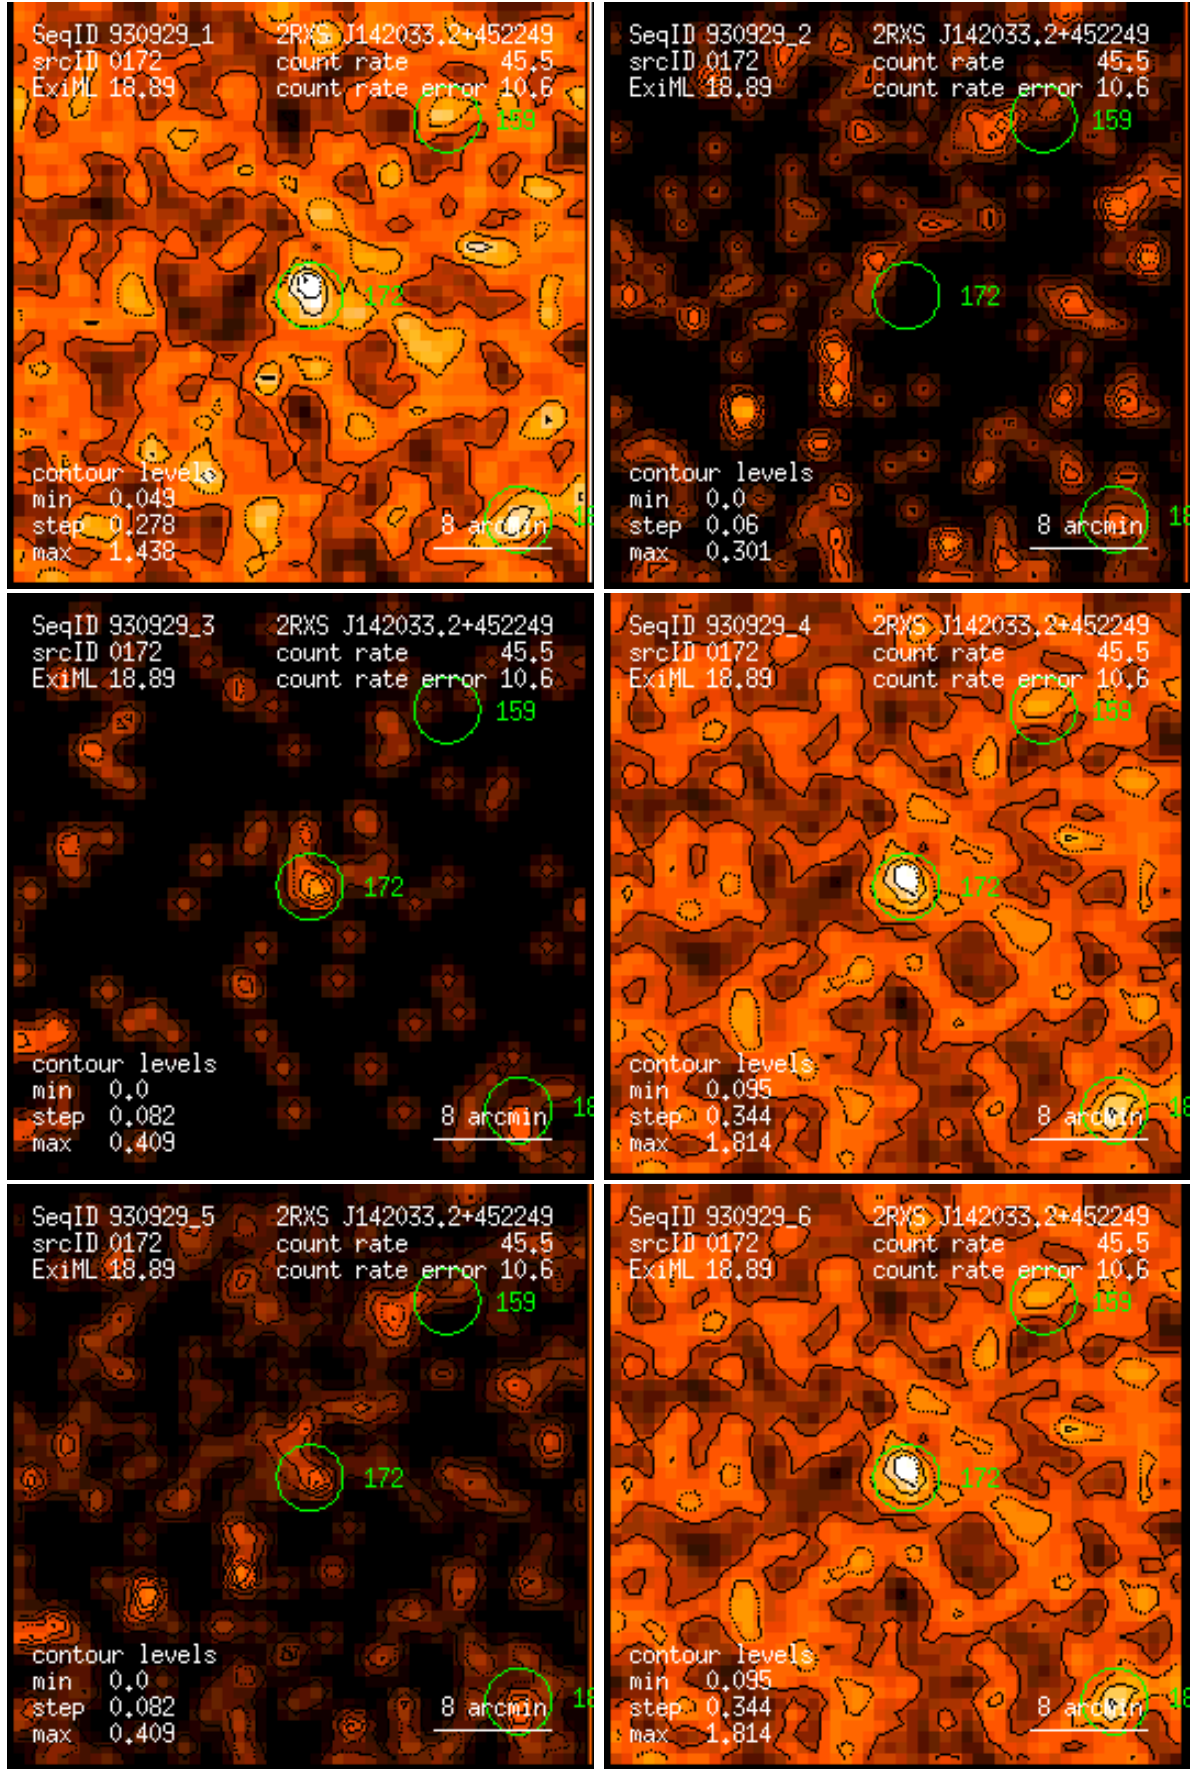 SeqID 930929_1 2RXS J142033.2+452249
srcID 0172 count rate 45.5
ExiML 18.89 count rate error 10.6
159
172
contour levels
min 0.049
step 0.278 8 arcmin 18
max 1.438
SeqID 930929_2 2RXS J142033.2+452249
srcID 0172 count rate 45.5
ExiML 18.89 count rate error 10.6
159
172
contour levels
min 0.0
step 0.06 8 arcmin 18
max 0.301
SeqID 930929_3 2RXS J142033.2+452249
srcID 0172 count rate 45.5
ExiML 18.89 count rate error 10.6
159
172
contour levels
min 0.0
step 0.082 8 arcmin 18
max 0.409
SeqID 930929_4 2RXS J142033.2+452249
srcID 0172 count rate 45.5
ExiML 18.89 count rate error 10.6
159
172
contour levels
min 0.095
step 0.344 8 arcmin 18
max 1.814
SeqID 930929_5 2RXS J142033.2+452249
srcID 0172 count rate 45.5
ExiML 18.89 count rate error 10.6
159
172
contour levels
min 0.0
step 0.082 8 arcmin 18
max 0.409
SeqID 930929_6 2RXS J142033.2+452249
srcID 0172 count rate 45.5
ExiML 18.89 count rate error 10.6
159
172
contour levels
min 0.095
step 0.344 8 arcmin 18
max 1.814